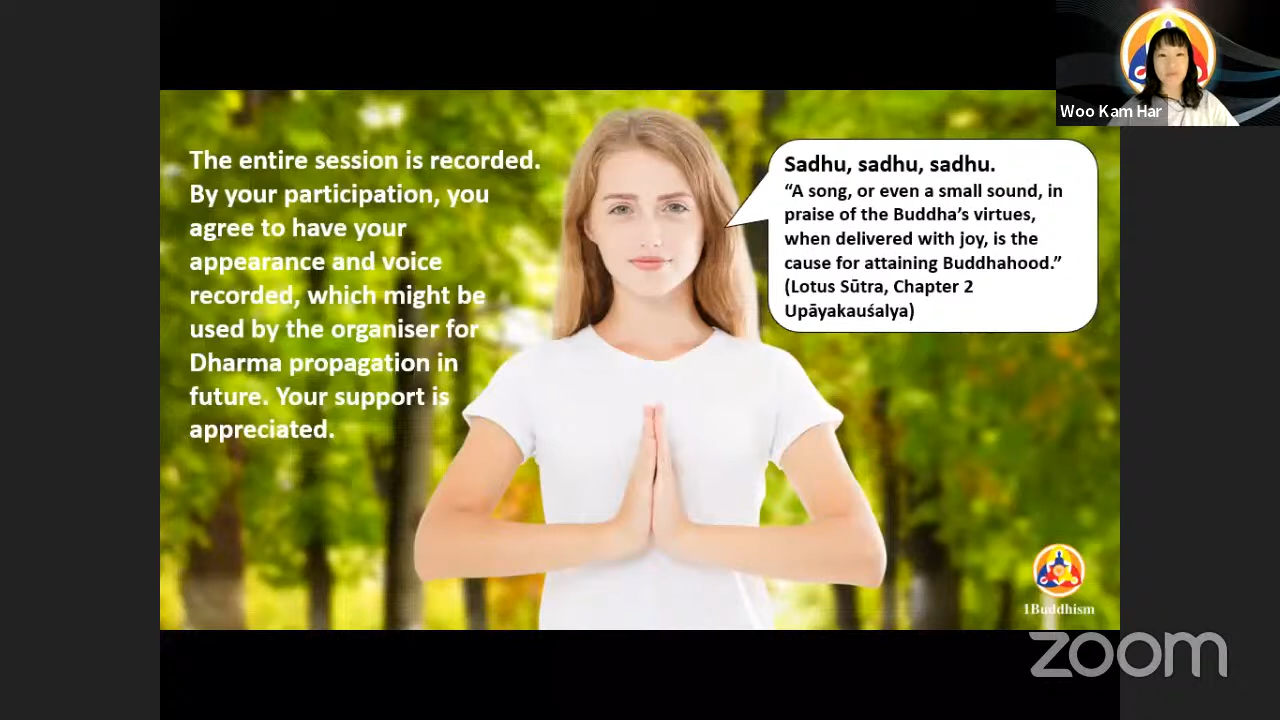 Woo Kam Har
The entire session is recorded.
By your participation, you
agree to have your
appearance and voice
recorded, which might be
used by the organiser for
Dharma propagation in
future. Your support is
appreciated.
Sadhu, sadhu, sadhu.
“A song, or even a small sound, in
praise of the Buddha’s virtues,
when delivered with joy, is the
cause for attaining Buddhahood.”
(Lotus Sūtra, Chapter 2
Upāyakauśalya)
1Buddhism
zoom